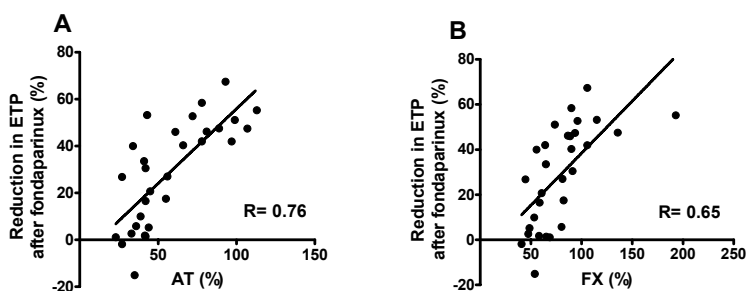 A
Reduction in ETP
after fondaparinux (%)
80
60
40
20
0
-20
50
100
150
AT (%)
R= 0.76
B
Reduction in ETP
after fondaparinux (%)
80
60
40
20
0
-20
50
100
150
200
250
FX (%)
R= 0.65